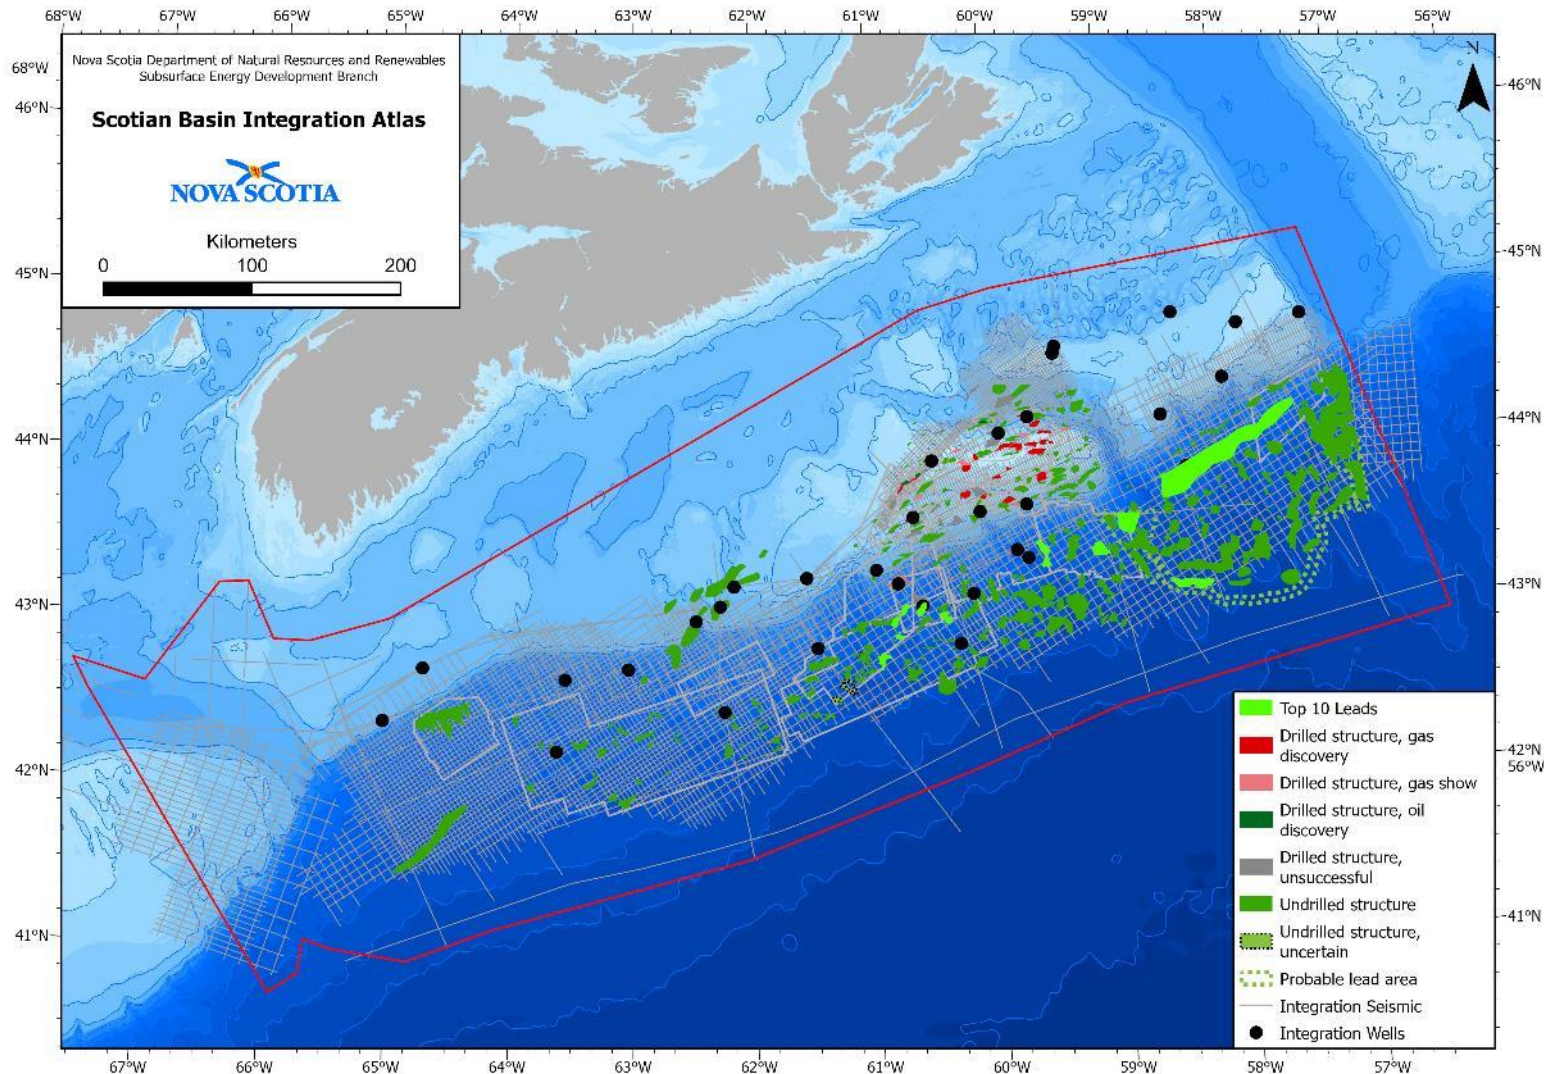 68°W 67°W 66°W 65°W 64°W 63°W 62°W 61°W 60°W 59°W 58°W 57°W 56°W
Nova Scotia Department of Natural Resources and Renewables
Subsurface Energy Development Branch
Scotian Basin Integration Atlas
NOVA SCOTIA
Kilometers
0 100 200
N
68°W
46°N
45°N
44°N
43°N
42°N
41°N
46°N
45°N
44°N
43°N
42°N
56°W
41°N
Top 10 Leads
Drilled structure, gas
discovery
Drilled structure, gas show
Drilled structure, oil
discovery
Drilled structure,
unsuccessful
Undrilled structure
Undrilled structure,
uncertain
Probable lead area
Integration Seismic
Integration Wells
67°W 66°W 65°W 64°W 63°W 62°W 61°W 60°W 59°W 58°W 57°W